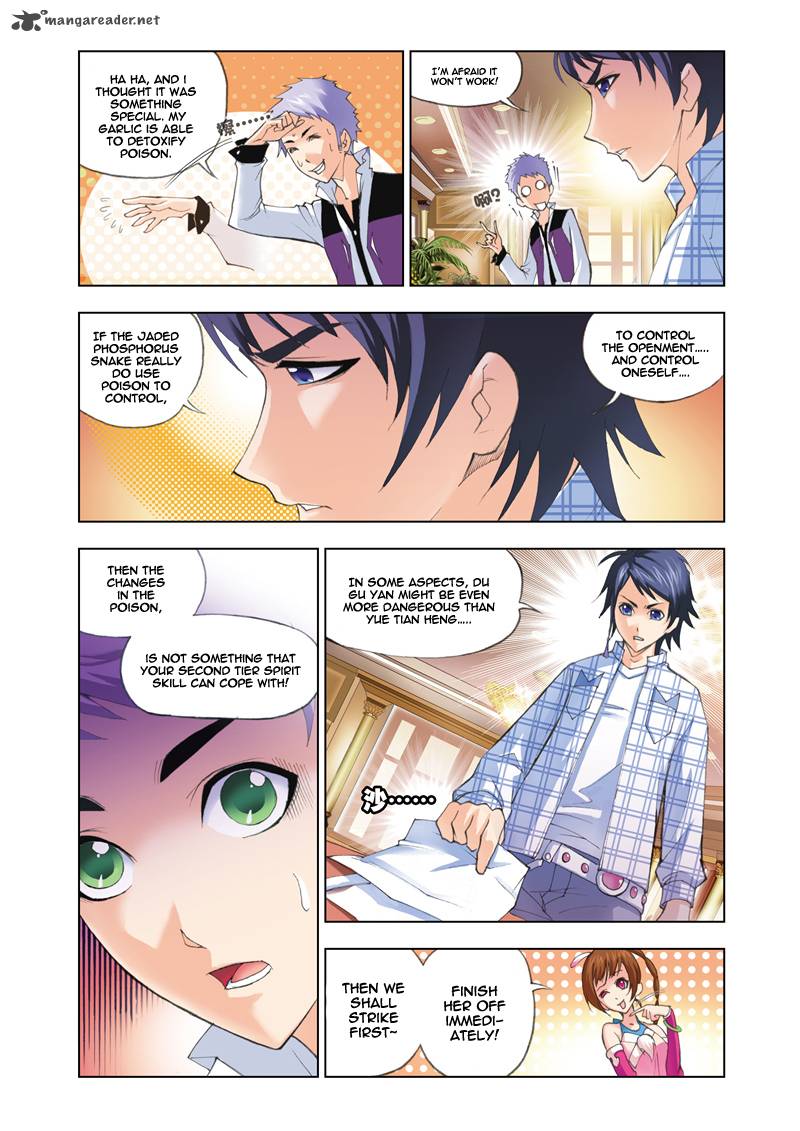 mangareader.net
HA HA, AND I
THOUGHT IT WAS
SOMETHING
SPECIAL. MY
GARLIC IS ABLE
TO DETOXIFY
POISON.
擦……
I'M AFRAID IT
WON'T WORK!
啊?
IF THE JADED
PHOSPHORUS
SNAKE REALLY
DO USE
POISON TO
CONTROL,
TO CONTROL
THE OPENMENT.....
AND CONTROL
ONESELF....
THEN THE
CHANGES
IN THE
POISON,
IS NOT SOMETHING THAT
YOUR SECOND TIER SPIRIT
SKILL CAN COPE WITH!
IN SOME ASPECTS, DU
GU YAN MIGHT BE EVEN
MORE DANGEROUS THAN
YUE TIAN HENG.....
沙……
THEN WE
SHALL
STRIKE
FIRST~
FINISH
HER OFF
IMMEDI-
ATELY!